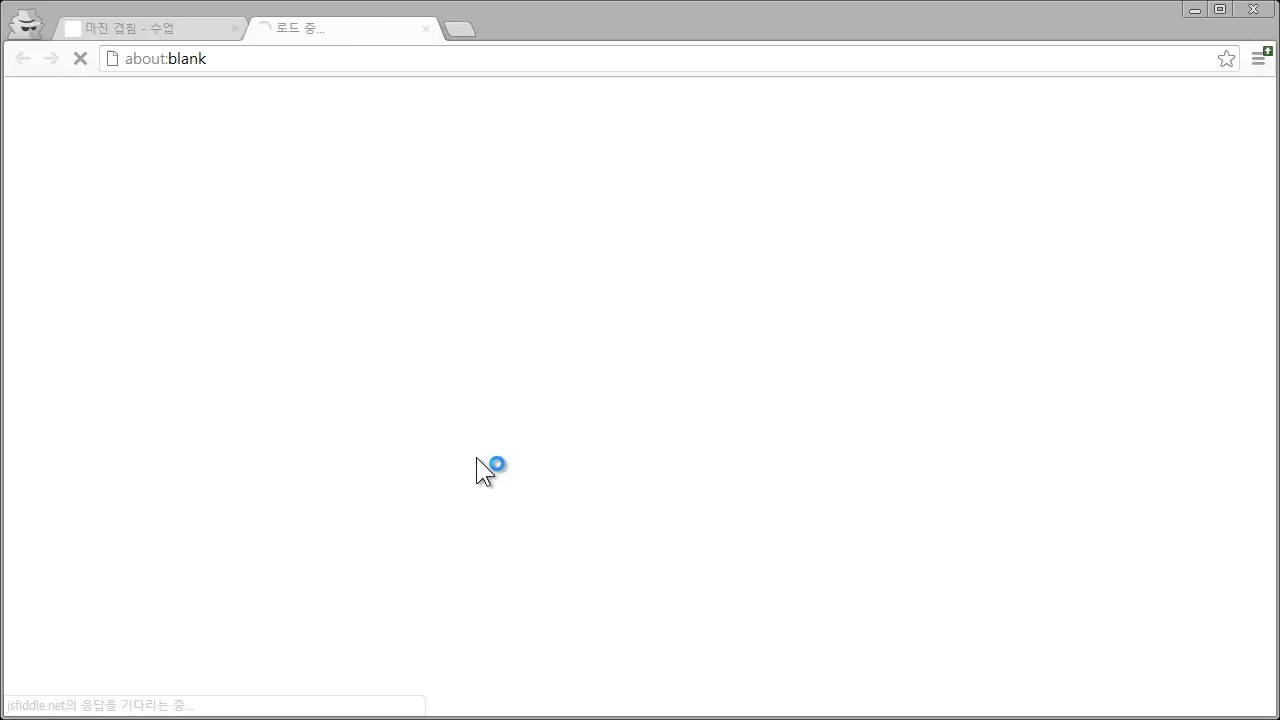 마진 겹침 - 수업
로드 중...
about:blank
jsfiddle.net의 응답을 기다리는 중...